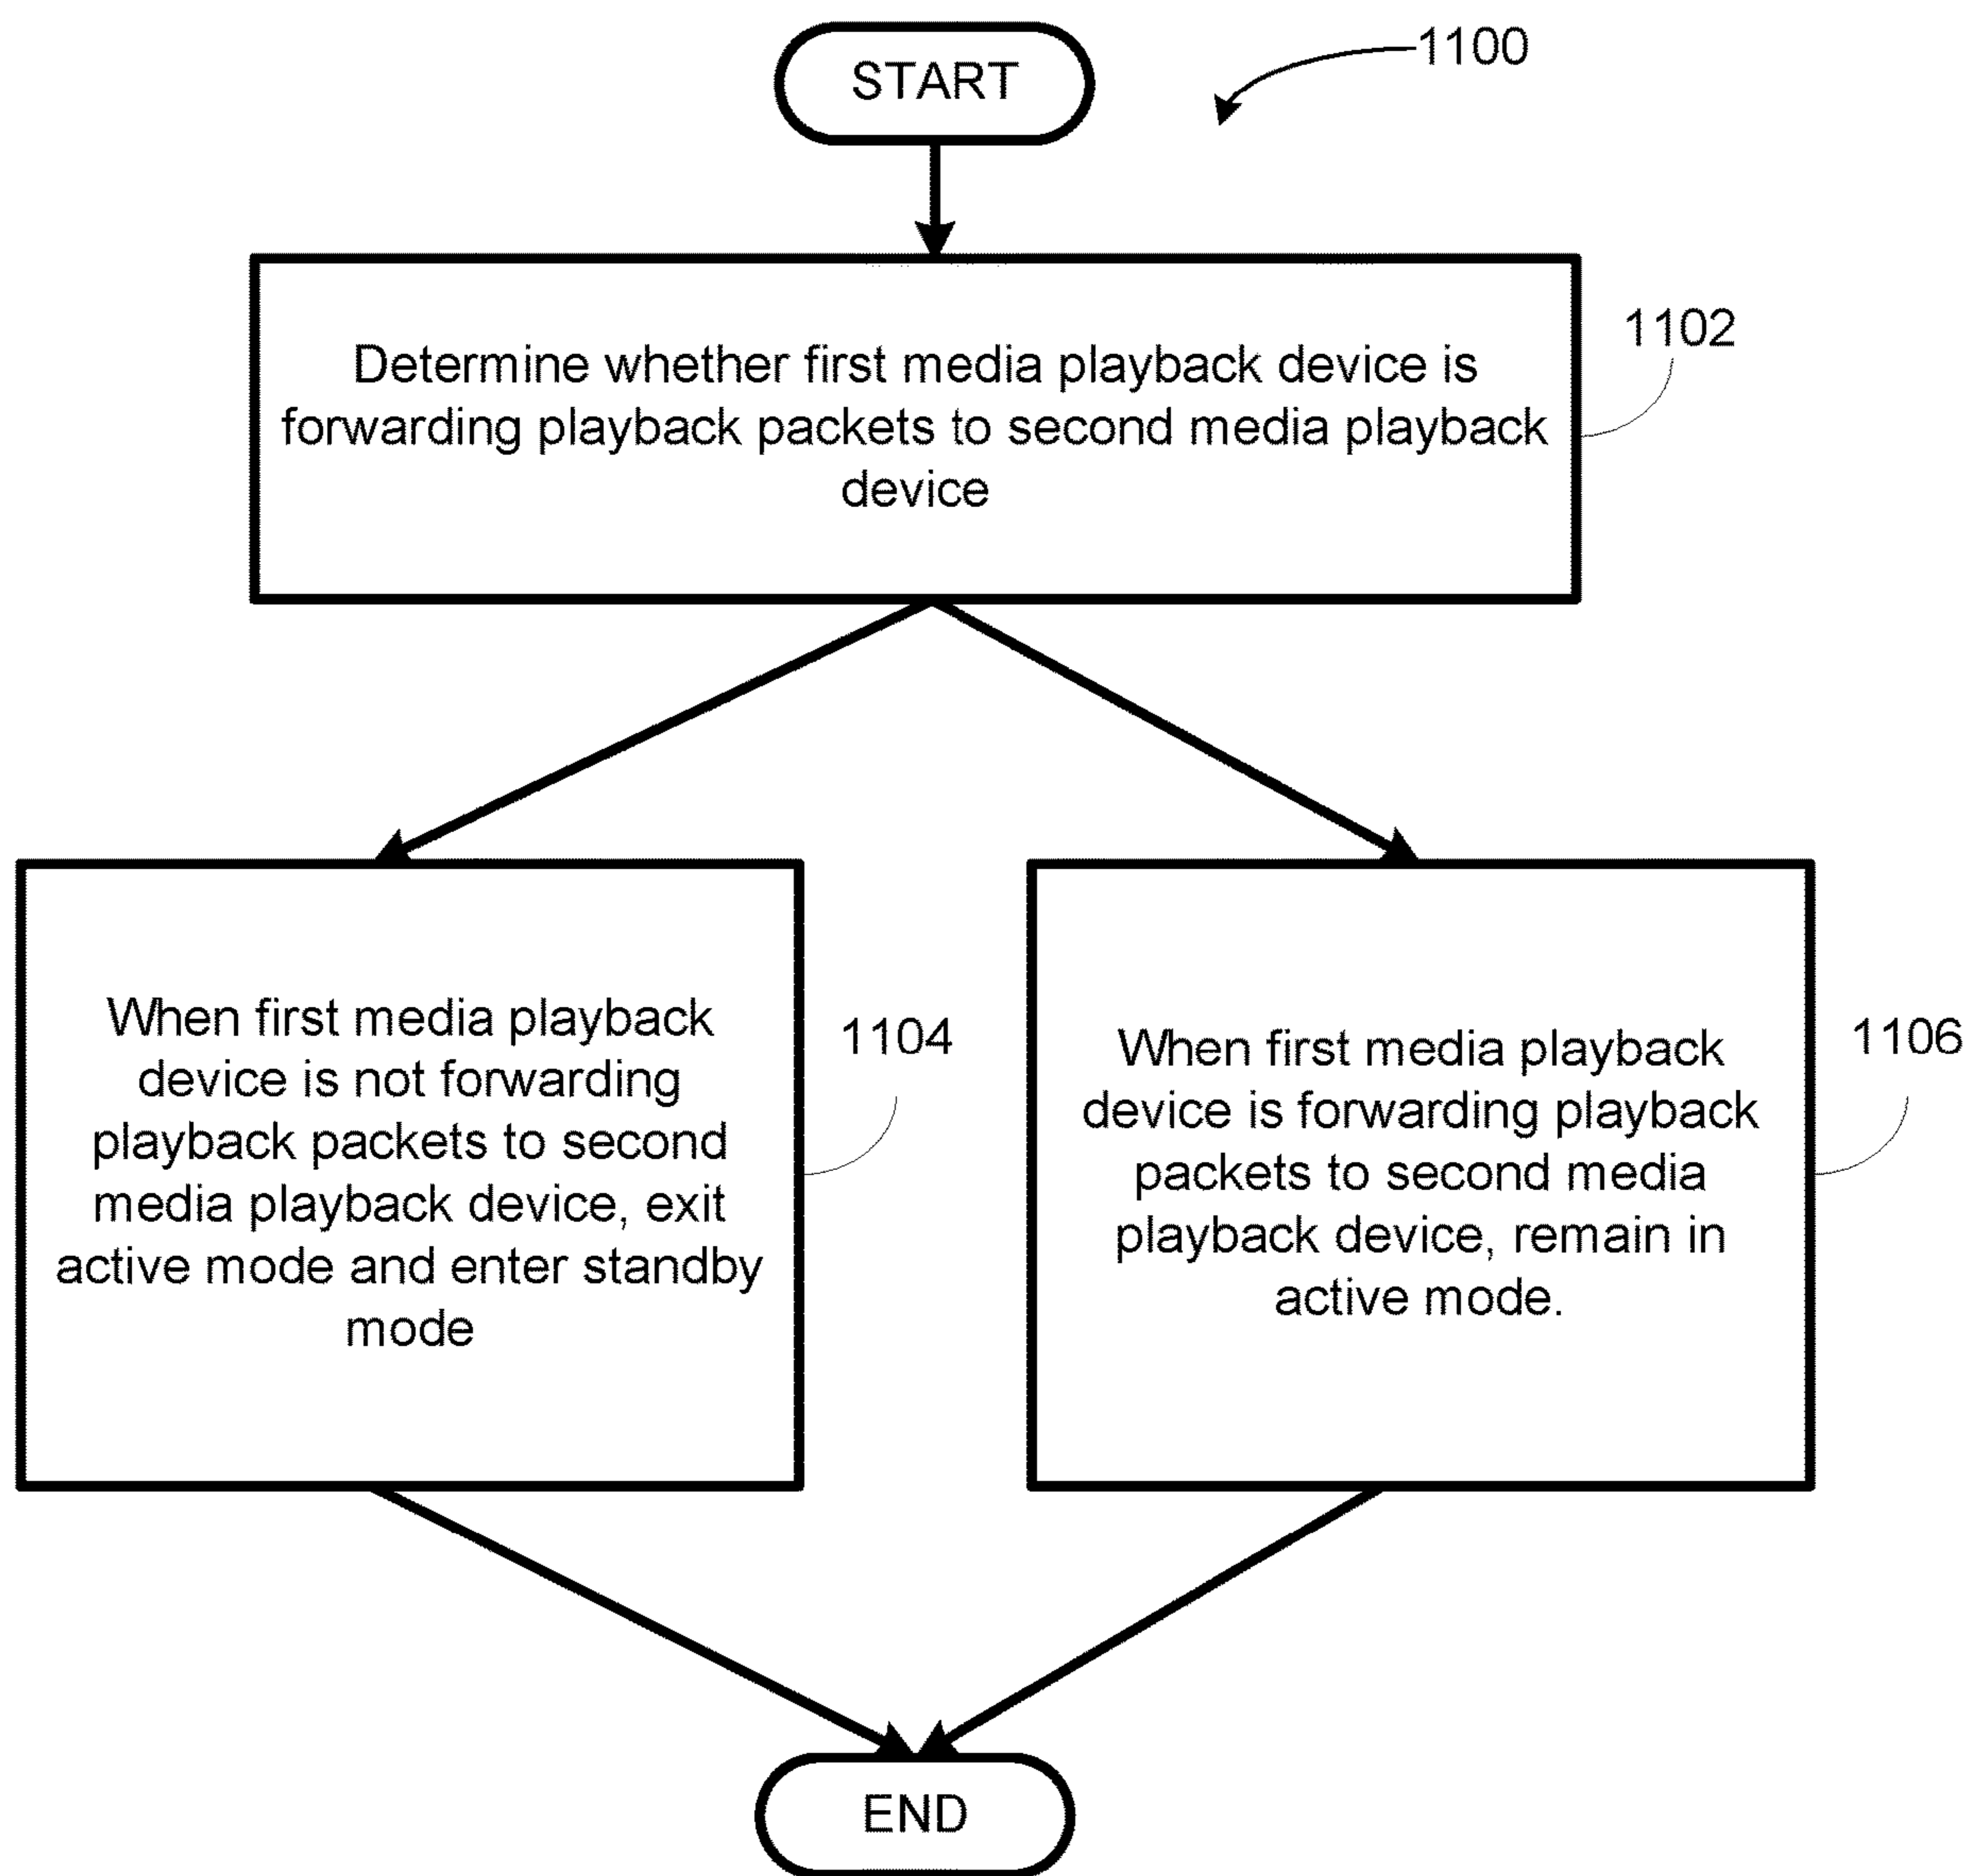 START
1100
Determine whether first media playback device is
forwarding playback packets to second media playback
device
1102
When first media playback
device is not forwarding
playback packets to second
media playback device, exit
active mode and enter standby
mode
1104
When first media playback
device is forwarding playback
packets to second media
playback device, remain in
active mode.
1106
END